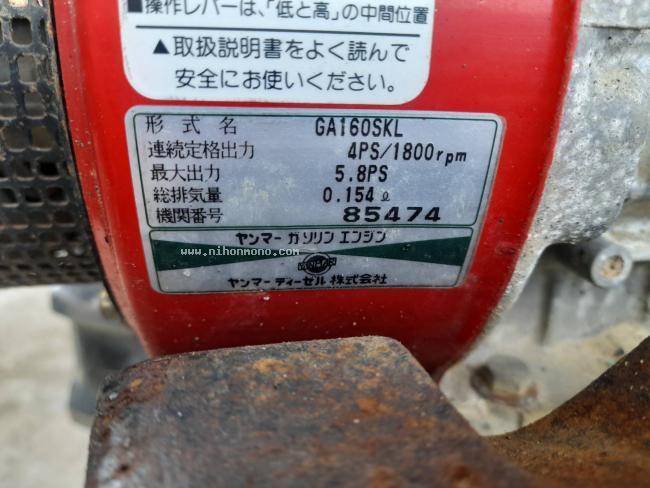 ■操作レバーは、「低と高」の中間位置
▲取扱説明書をよく読んで
安全にお使いください。
形式名 GA160SKL
連続定格出力 4PS/1800rpm
最大出力 5.8PS
総排気量 0.154ℓ
機関番号 85474
ヤンマーガソリンエンジン
www.nihonmono.com
YANMAR
ヤンマーディーゼル株式会社